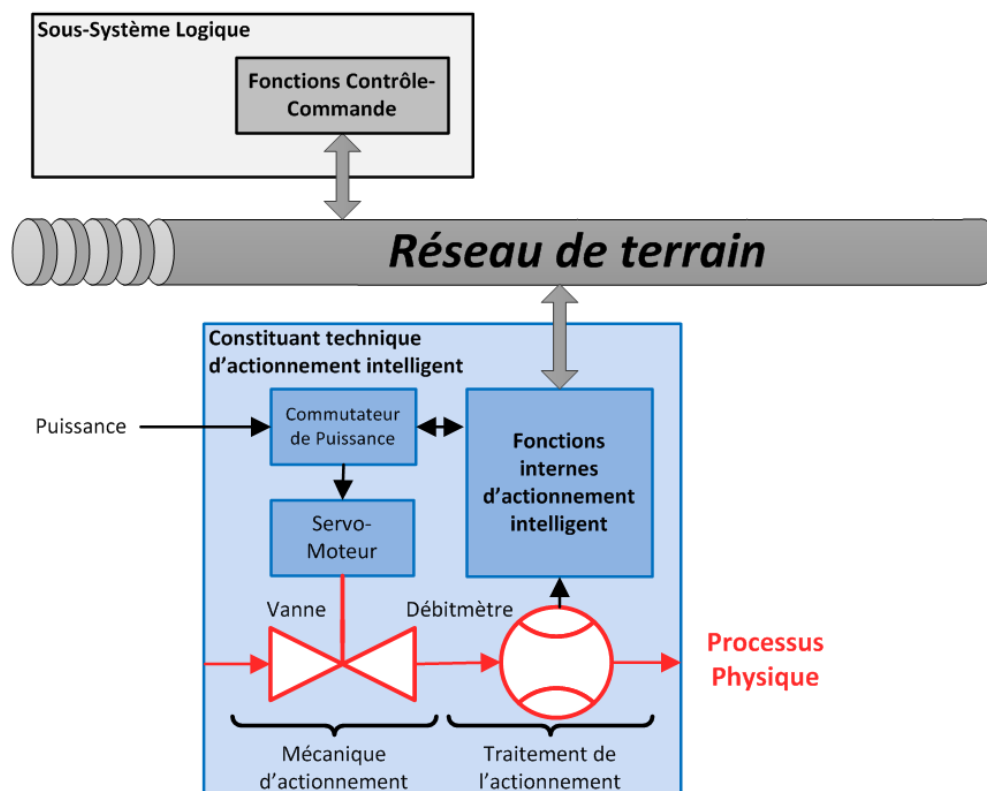 Sous-Système Logique
Fonctions Contrôle-
Commande
Réseau de terrain
Constituant technique
d’actionnement intelligent
Puissance
Commutateur
de Puissance
Fonctions
internes
d’actionnement
intelligent
Servo-
Moteur
Vanne
Débitmètre
Processus
Physique
Mécanique
d’actionnement
Traitement de
l’actionnement